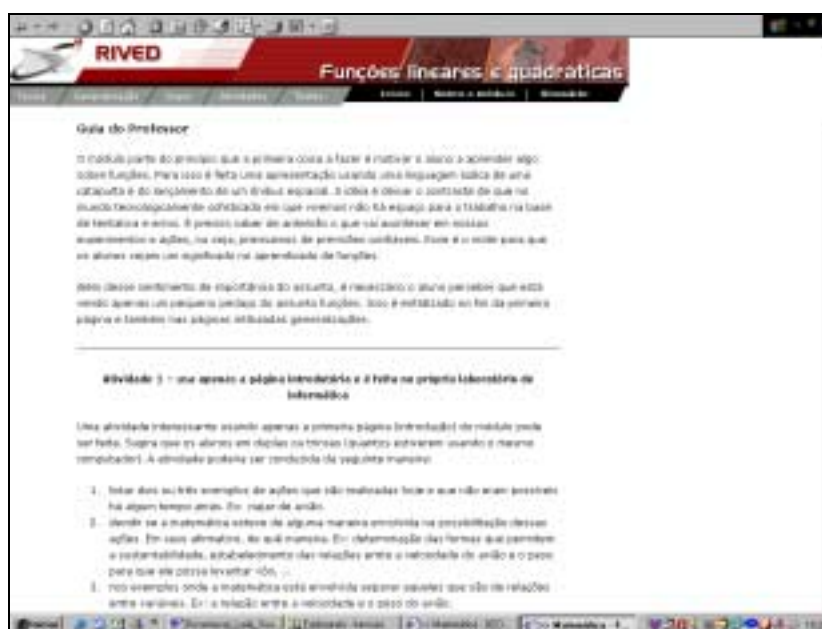 RIVED
Funções lineares e quadráticas
Guia do Professor
O módulo parte do princípio que a primeira coisa a fazer é motivar o aluno a aprender algo
sobre funções. Para isso é feita uma apresentação usando uma linguagem lúdica de uma
catapulta e do lançamento de um ônibus espacial. A idéia é deixar o contraste de que no
mundo tecnologicamente sofisticado em que vivemos não há espaço para o trabalho na base
de tentativa e erros. É preciso saber de antemão o que vai acontecer em nossos
experimentos e ações, ou seja, precisamos de previsões confiáveis. Esse é o mote para que
os alunos vejam um significado no aprendizado de funções.
Além desse sentimento de importância do assunto, é necessário o aluno perceber que está
vendo apenas um pequeno pedaço do assunto funções. Isso é enfatizado no fim da primeira
página e também nas páginas intituladas generalizações.
Atividade 1 - usa apenas a página introdutória e é feita no próprio laboratório de
informática
Uma atividade interessante usando apenas a primeira página (introdução) do módulo pode
ser feita. Sugira que os alunos em duplas ou trincas (quantos estiverem usando o mesmo
computador). A atividade poderia ser conduzida da seguinte maneira:
1. listar dois ou três exemplos de ações que são realizadas hoje e que não eram possíveis
há algum tempo atrás. Ex: viajar de avião.
2. decidir se a matemática esteve de alguma maneira envolvida na possibilitação dessas
ações. Em caso afirmativo, de quê maneira. Ex: determinação das formas que permitem
a sustentabilidade, estabelecimento das relações entre a velocidade do avião e o peso
para que ele possa levantar vôo, ...
3. nos exemplos onde a matemática está envolvida separar aqueles que são de relações
entre variáveis. Ex: a relação entre a velocidade e o peso do avião.